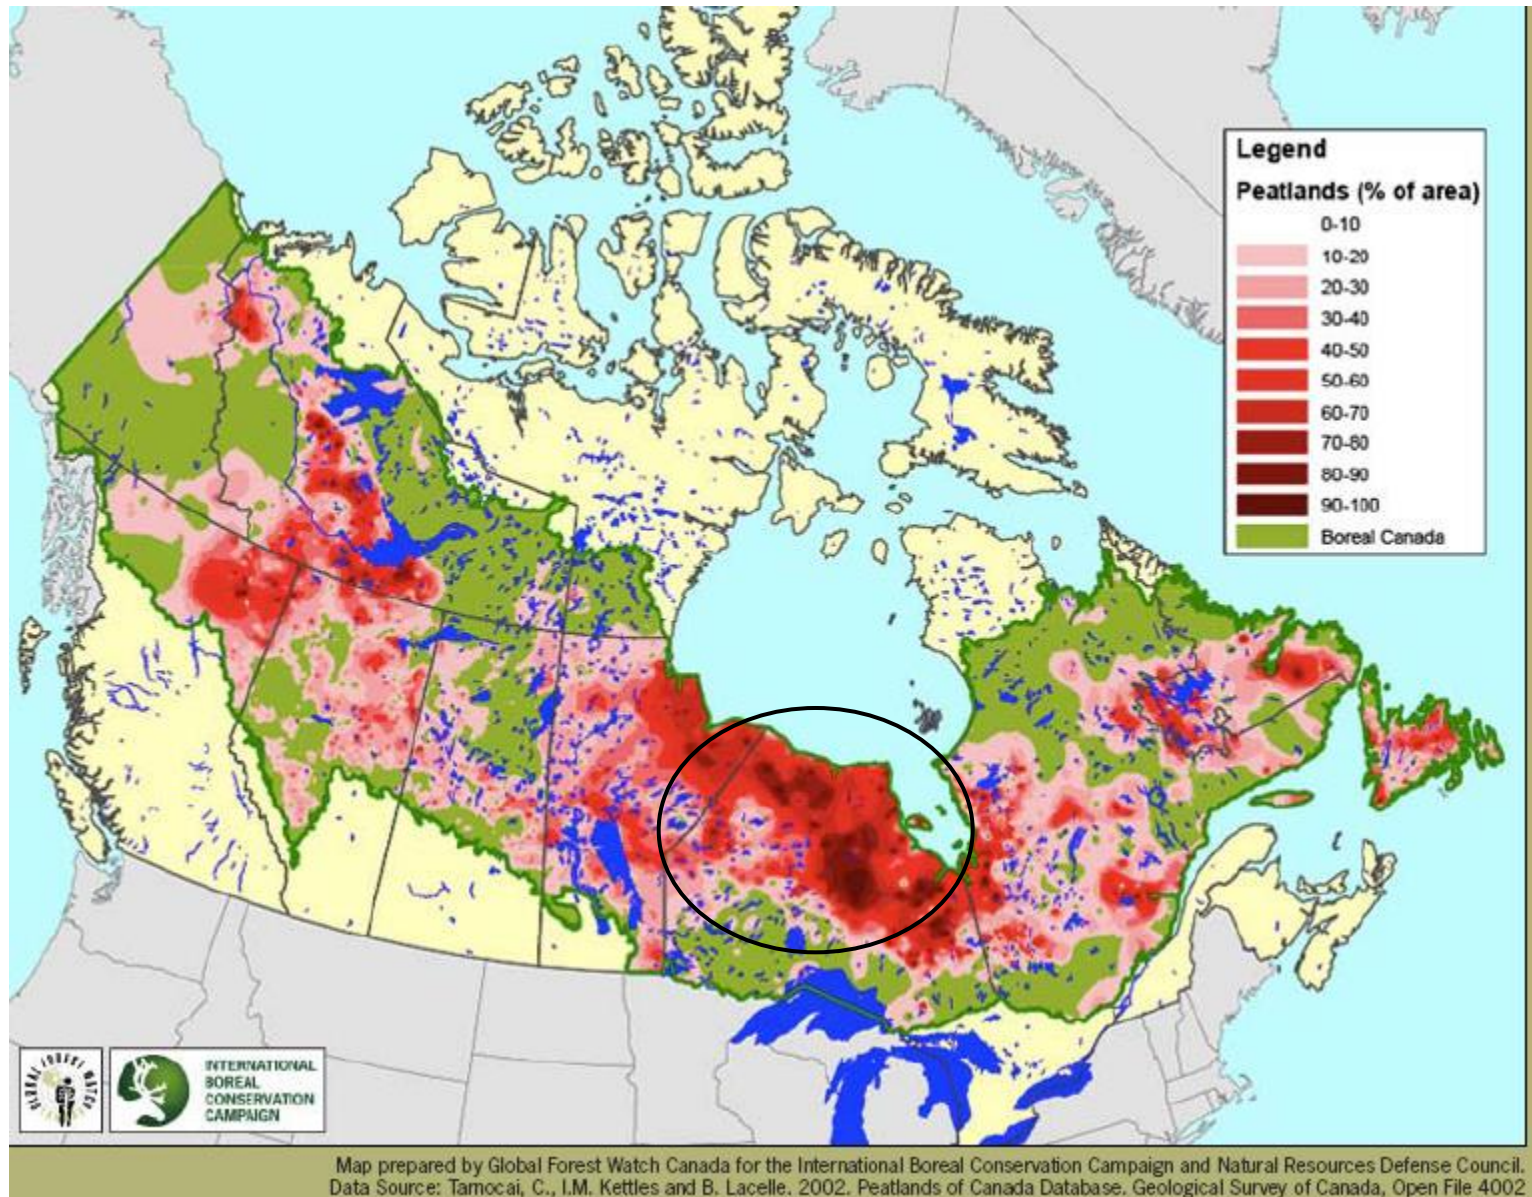 Legend
Peatlands (% of area)
0-10
10-20
20-30
30-40
40-50
50-60
60-70
70-80
80-90
90-100
Boreal Canada
GLOBAL FOREST WATCH
INTERNATIONAL
BOREAL
CONSERVATION
CAMPAIGN
Map prepared by Global Forest Watch Canada for the International Boreal Conservation Campaign and Natural Resources Defense Council.
Data Source: Tarnocai, C., I.M. Kettles and B. Lacelle. 2002. Peatlands of Canada Database. Geological Survey of Canada, Open File 4002